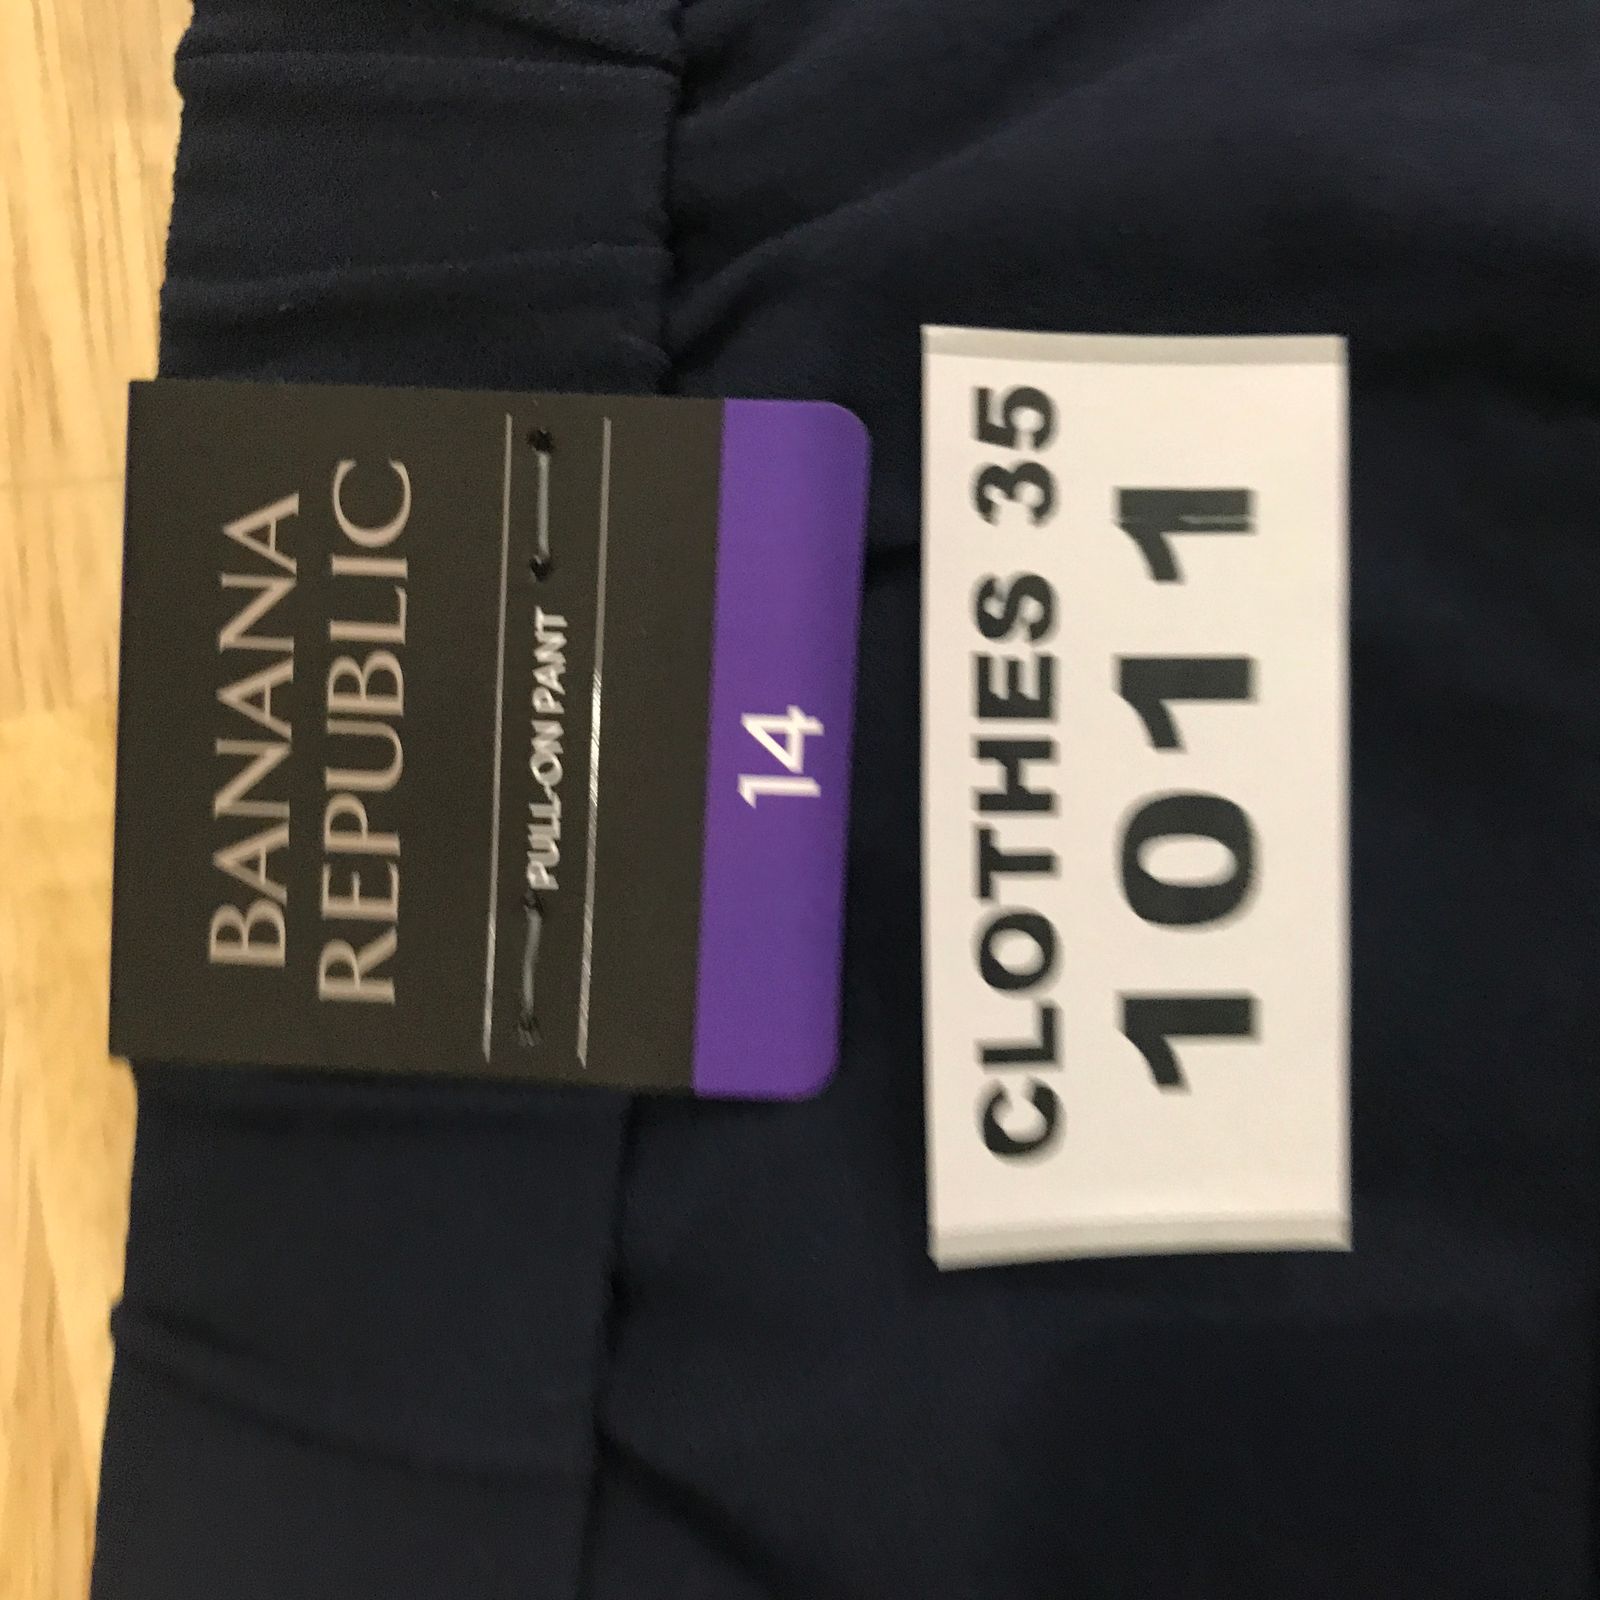 BANANA
REPUBLIC
PULL-ON PANT
14
CLOTHES 35
1011